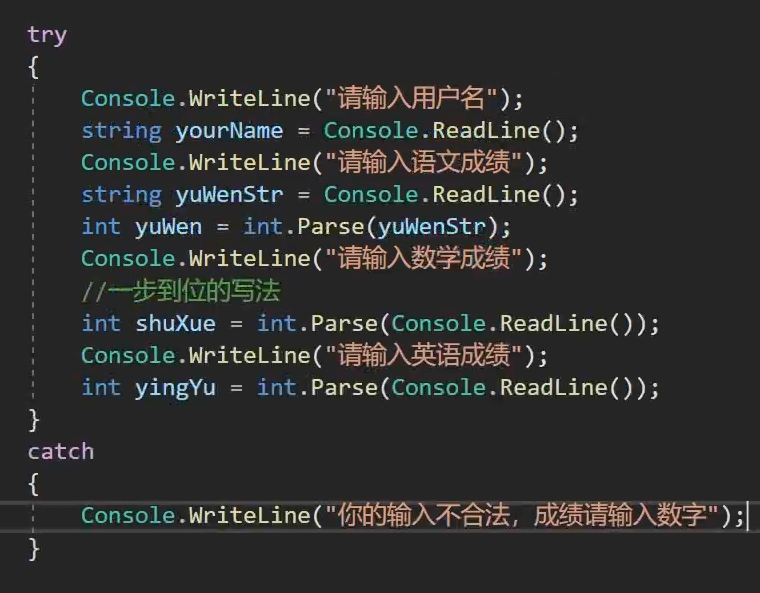 try
{
Console.WriteLine("请输入用户名");
string yourName = Console.ReadLine();
Console.WriteLine("请输入语文成绩");
string yuWenStr = Console.ReadLine();
int yuWen = int.Parse(yuWenStr);
Console.WriteLine("请输入数学成绩");
//一步到位的写法
int shuXue = int.Parse(Console.ReadLine());
Console.WriteLine("请输入英语成绩");
int yingYu = int.Parse(Console.ReadLine());
}
catch
{
Console.WriteLine("你的输入不合法，成绩请输入数字");
}